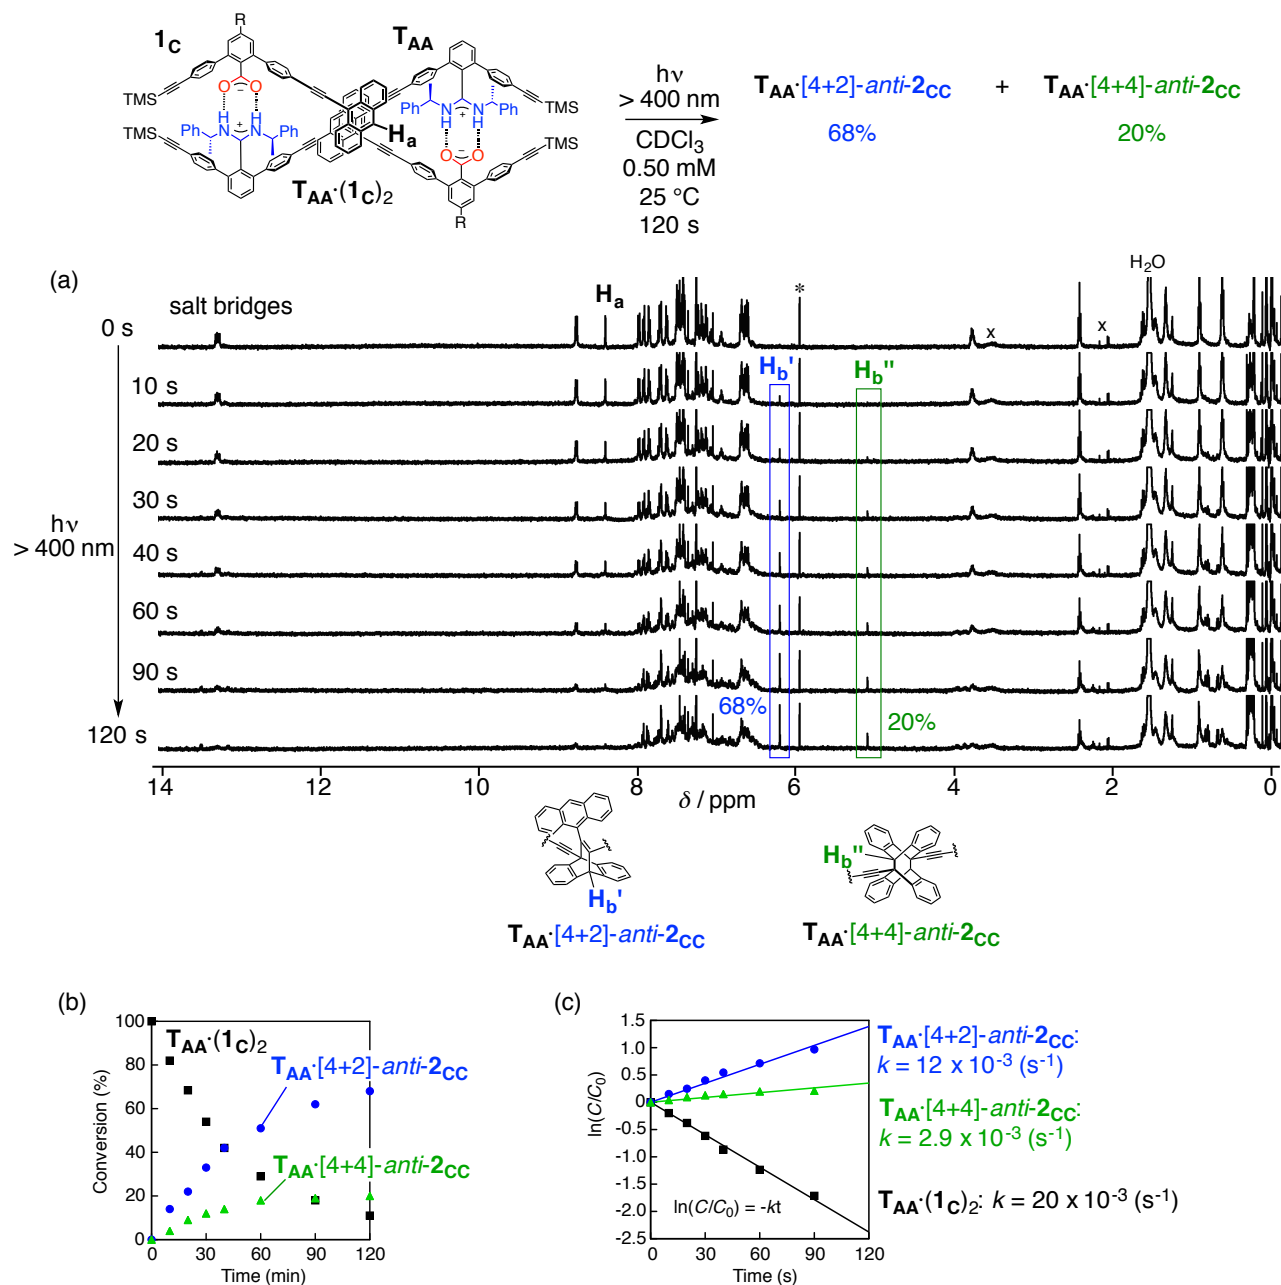 R
1C
TAA
TMS
O O
N H
H N
Ph
Ph
TMS
Ph
N H
H N
Ph
Ha
TMS
O O
TMS
R
TAA·(1C)2
hν
> 400 nm
CDCl3
0.50 mM
25 °C
120 s
TAA·[4+2]-anti-2CC + TAA·[4+4]-anti-2CC
68% 20%
(a)
salt bridges
Ha
*
H2O
x
x
0 s
10 s
Hb'
Hb''
20 s
30 s
hν
> 400 nm
40 s
60 s
90 s
68%
20%
120 s
14 12 10 8 6 4 2 0
δ / ppm
Hb'
TAA·[4+2]-anti-2CC
Hb''
TAA·[4+4]-anti-2CC
(b)
TAA·(1C)2
TAA·[4+2]-anti-2CC
TAA·[4+4]-anti-2CC
Conversion (%)
100
80
60
40
20
0
0 30 60 90 120
Time (min)
(c)
ln(C/C0)
1.5
1.0
0.5
0
-0.5
-1.0
-1.5
-2.0
-2.5
ln(C/C0) = -kt
0 30 60 90 120
Time (s)
TAA·[4+2]-anti-2CC:
k = 12 x 10-3 (s-1)
TAA·[4+4]-anti-2CC:
k = 2.9 x 10-3 (s-1)
TAA·(1C)2: k = 20 x 10-3 (s-1)